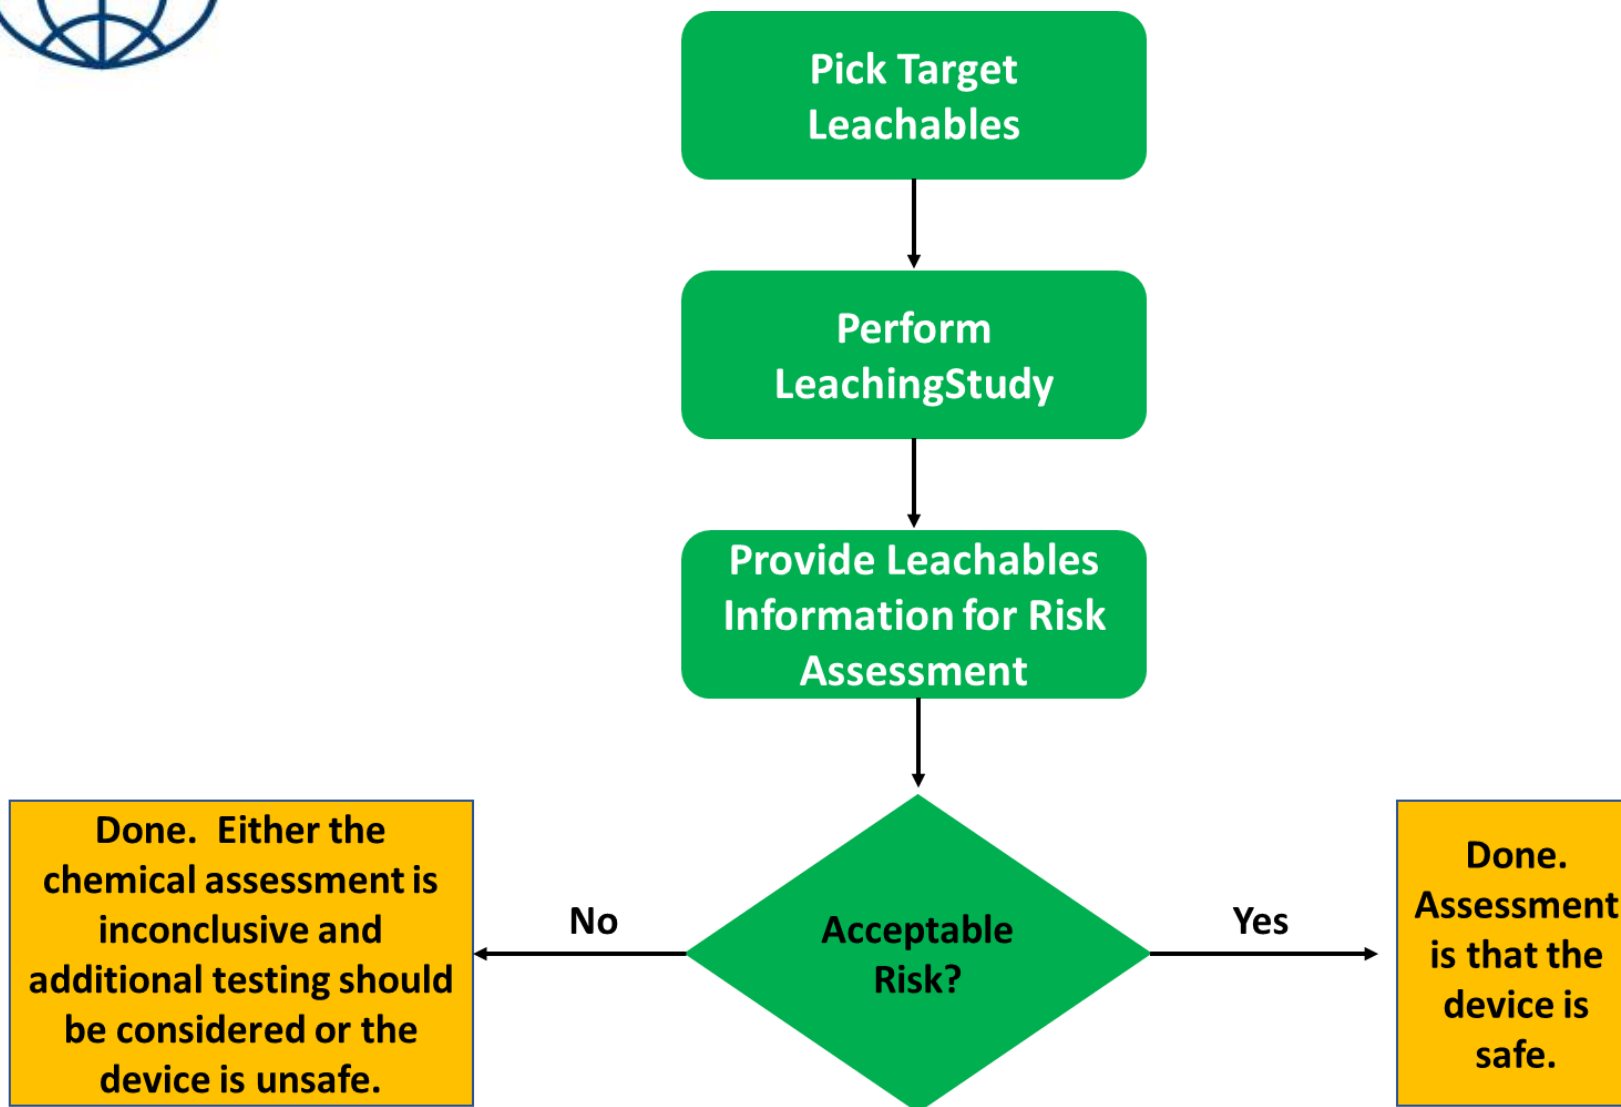 Pick Target
Leachables
Perform
LeachingStudy
Provide Leachables
Information for Risk
Assessment
Done.  Either the
chemical assessment is
inconclusive and
additional testing should
be considered or the
device is unsafe.
No
Acceptable
Risk?
Yes
Done.
Assessment
is that the
device is
safe.